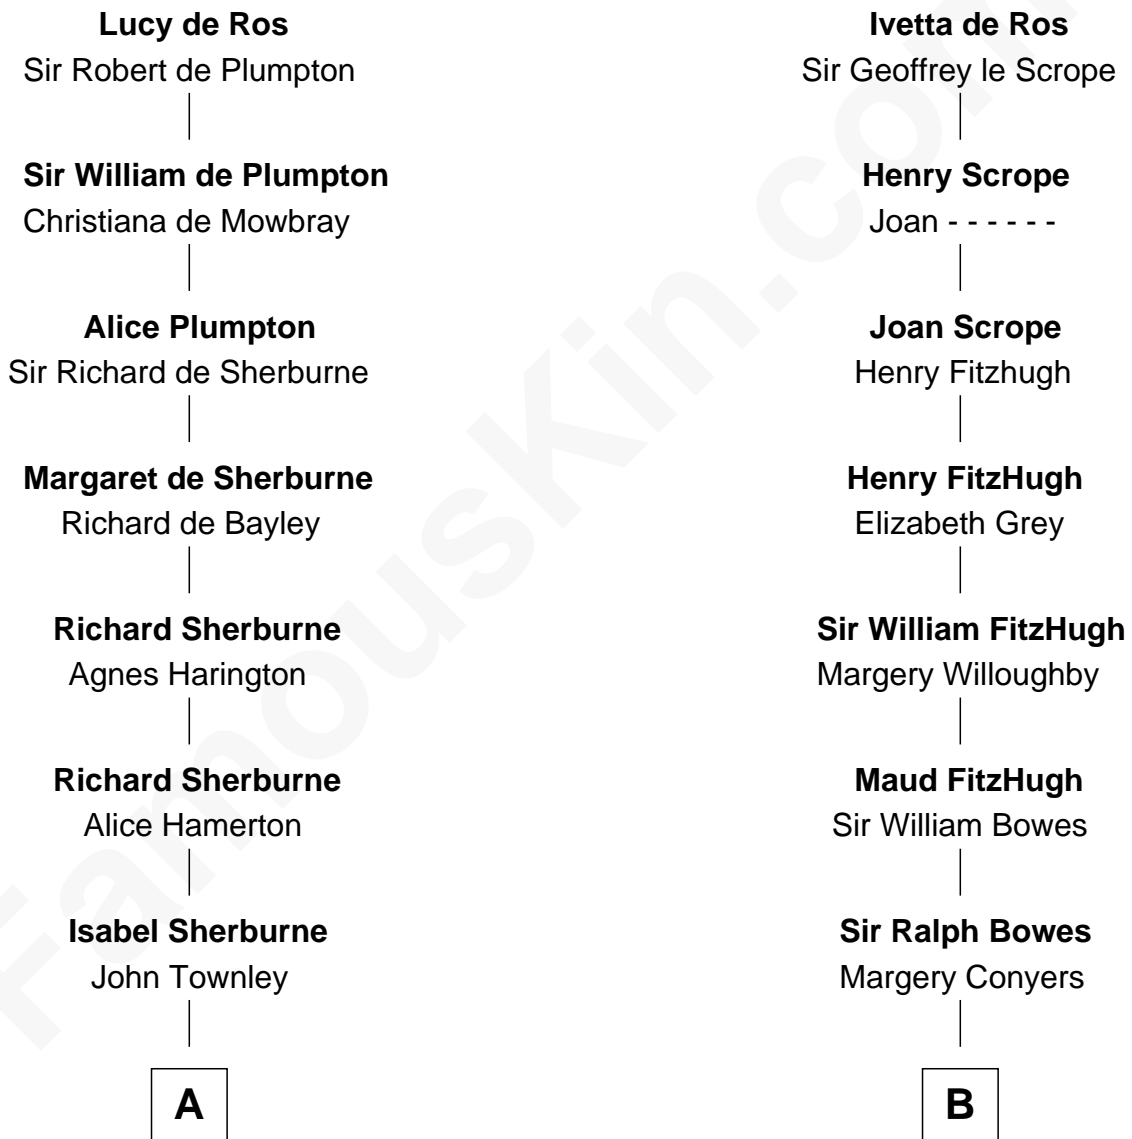 Lucy de Ros
Sir Robert de Plumpton
Sir William de Plumpton
Christiana de Mowbray
Alice Plumpton
Sir Richard de Sherburne
Margaret de Sherburne
Richard de Bayley
Richard Sherburne
Agnes Harington
Richard Sherburne
Alice Hamerton
Isabel Sherburne
John Townley
A
Ivetta de Ros
Sir Geoffrey le Scrope
Henry Scrope
Joan - - - - - -
Joan Scrope
Henry Fitzhugh
Henry FitzHugh
Elizabeth Grey
Sir William FitzHugh
Margery Willoughby
Maud FitzHugh
Sir William Bowes
Sir Ralph Bowes
Margery Conyers
B
FamousKin.com